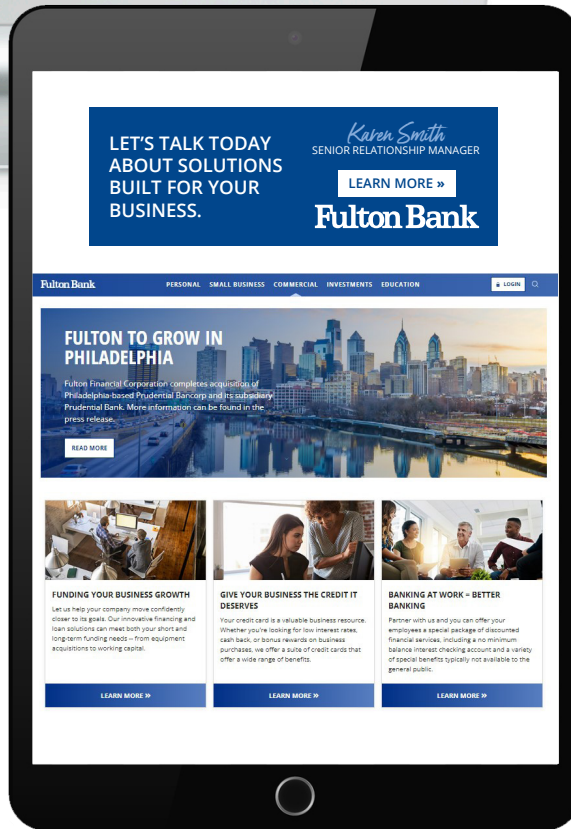 LET'S TALK TODAY
ABOUT SOLUTIONS
BUILT FOR YOUR
BUSINESS.
Karen Smith
SENIOR RELATIONSHIP MANAGER
LEARN MORE »
Fulton Bank
Fulton Bank PERSONAL SMALL BUSINESS COMMERCIAL INVESTMENTS EDUCATION LOGIN
FULTON TO GROW IN
PHILADELPHIA
Fulton Financial Corporation completes acquisition of
Philadelphia-based Prudential Bancorp and its subsidiary
Prudential Bank. More information can be found in the
press release.
READ MORE
FUNDING YOUR BUSINESS GROWTH
Let us help your company move confidently
closer to its goals. Our innovative financing and
loan solutions can meet both your short and
long-term funding needs – from equipment
acquisitions to working capital.
LEARN MORE »
GIVE YOUR BUSINESS THE CREDIT IT
DESERVES
Your credit card is a valuable business resource.
Whether you're looking for low interest rates,
cash back, or bonus rewards on business
purchases, we offer a suite of credit cards that
offer a wide range of benefits.
LEARN MORE »
BANKING AT WORK = BETTER
BANKING
Partner with us and you can offer your
employees a special package of discounted
financial services, including a no minimum
balance interest checking account and a variety
of special benefits typically not available to the
general public.
LEARN MORE »